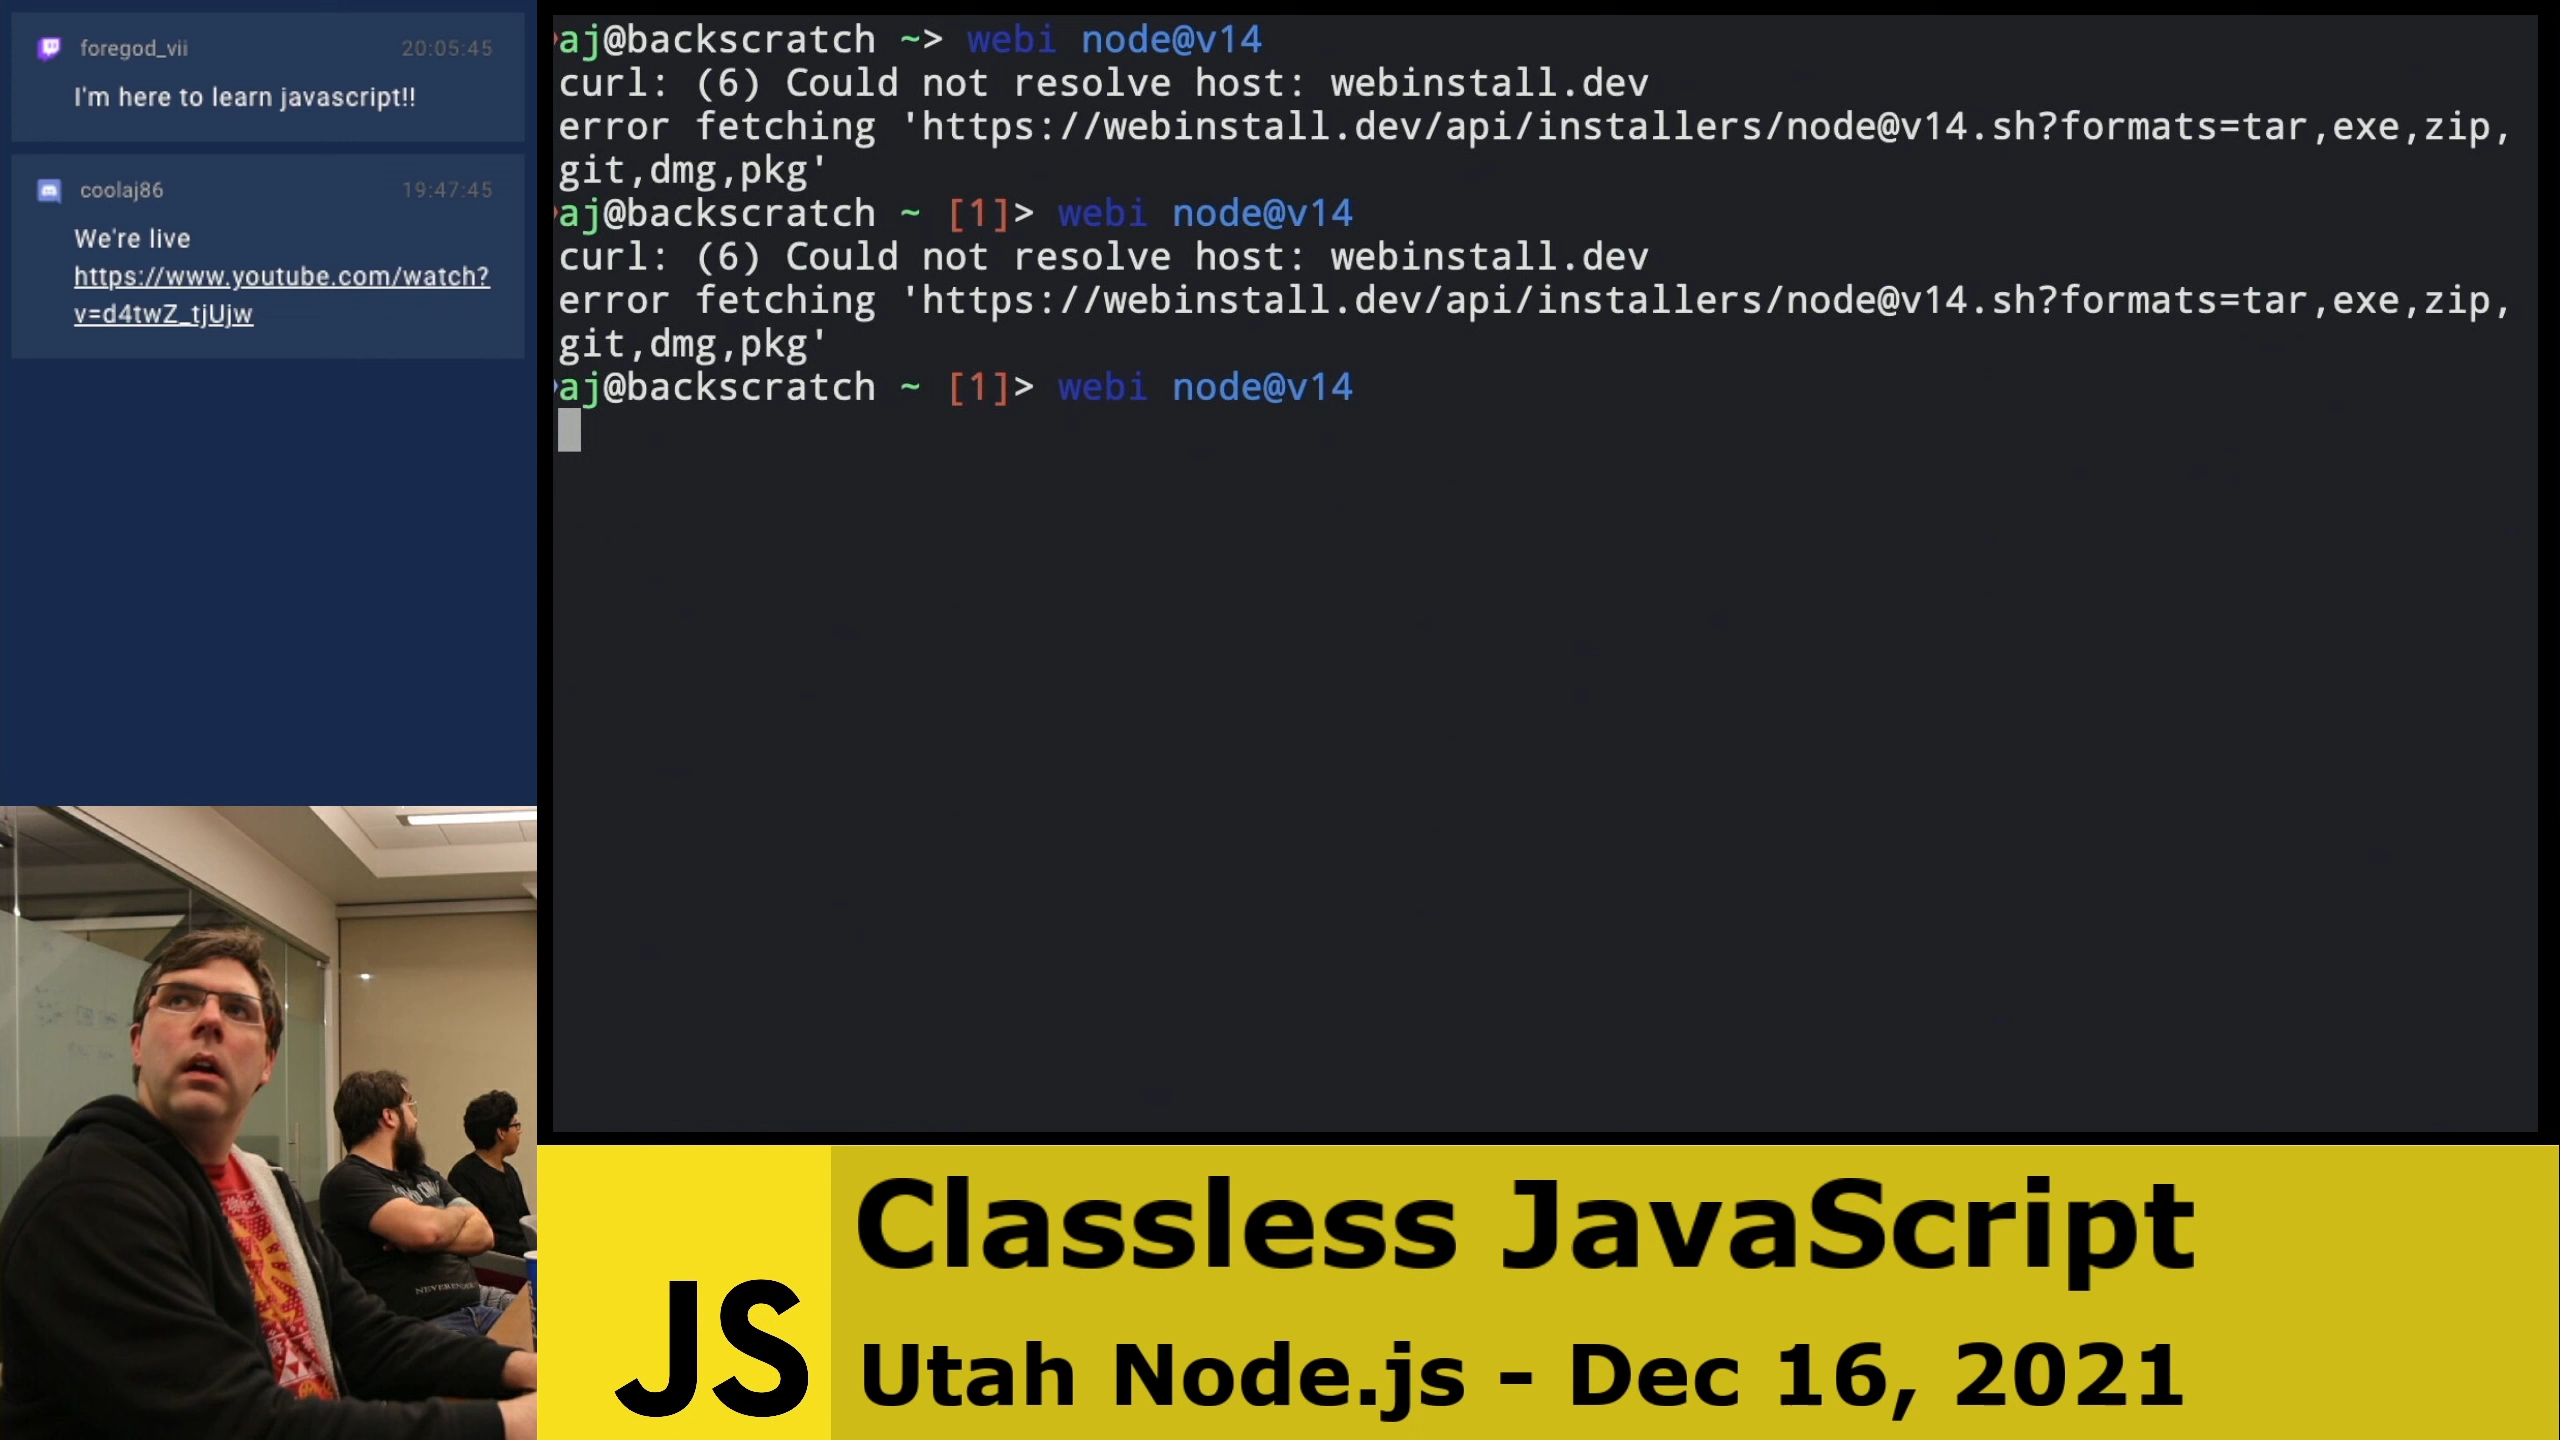 foregod_vii 20:05:45
I'm here to learn javascript!!
coolaj86 19:47:45
We're live
https://www.youtube.com/watch?
v=d4twZ_tjUjw
aj@backscratch ~> webi node@v14
curl: (6) Could not resolve host: webinstall.dev
error fetching 'https://webinstall.dev/api/installers/node@v14.sh?formats=tar,exe,zip,
git,dmg,pkg'
aj@backscratch ~ [1]> webi node@v14
curl: (6) Could not resolve host: webinstall.dev
error fetching 'https://webinstall.dev/api/installers/node@v14.sh?formats=tar,exe,zip,
git,dmg,pkg'
aj@backscratch ~ [1]> webi node@v14
JS
Classless JavaScript
Utah Node.js - Dec 16, 2021